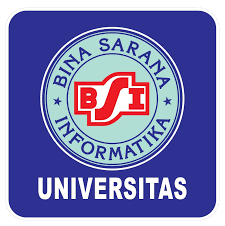 BINA SARANA
BSI
INFORMATIKA
UNIVERSITAS